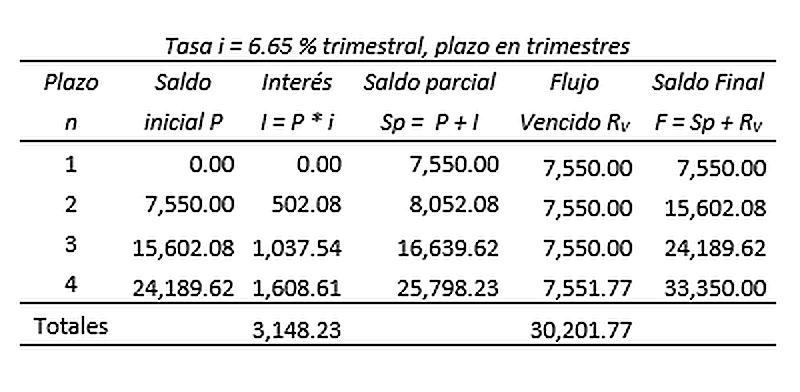 Tasa i = 6.65 % trimestral, plazo en trimestres
Plazo Saldo Interés Saldo parcial Flujo Saldo Final
n inicial P I = P * i Sp = P + I Vencido Rv F = Sp + Rv
1 0.00 0.00 7,550.00 7,550.00 7,550.00
2 7,550.00 502.08 8,052.08 7,550.00 15,602.08
3 15,602.08 1,037.54 16,639.62 7,550.00 24,189.62
4 24,189.62 1,608.61 25,798.23 7,551.77 33,350.00
Totales 3,148.23 30,201.77